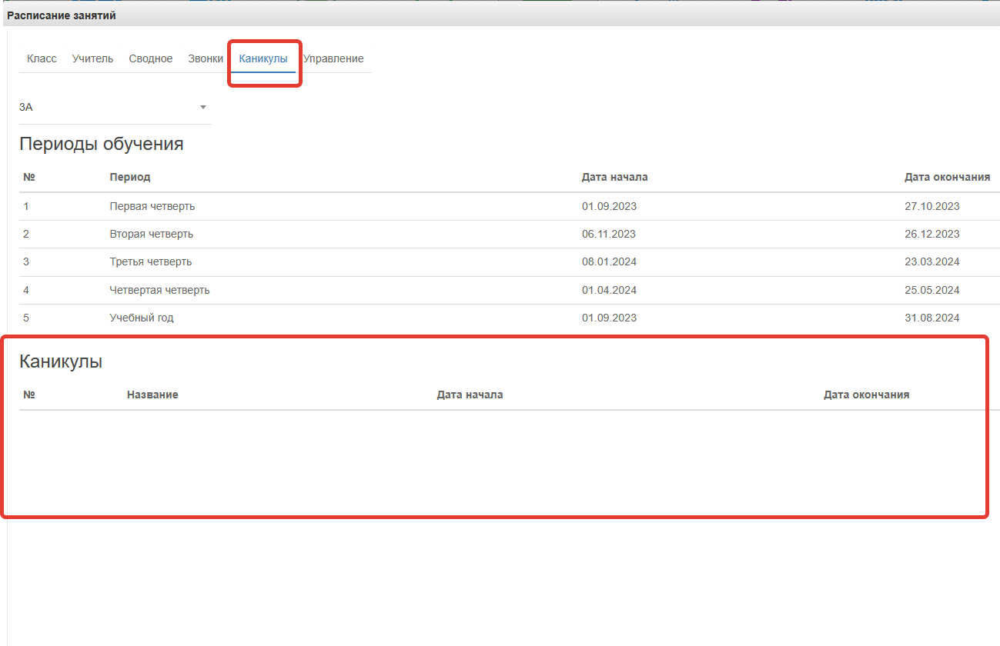 Расписание занятий
Класс Учитель Сводное Звонки Каникулы Управление
3А
Периоды обучения
№ Период Дата начала Дата окончания
1 Первая четверть 01.09.2023 27.10.2023
2 Вторая четверть 06.11.2023 26.12.2023
3 Третья четверть 08.01.2024 23.03.2024
4 Четвертая четверть 01.04.2024 25.05.2024
5 Учебный год 01.09.2023 31.08.2024
Каникулы
№ Название Дата начала Дата окончания